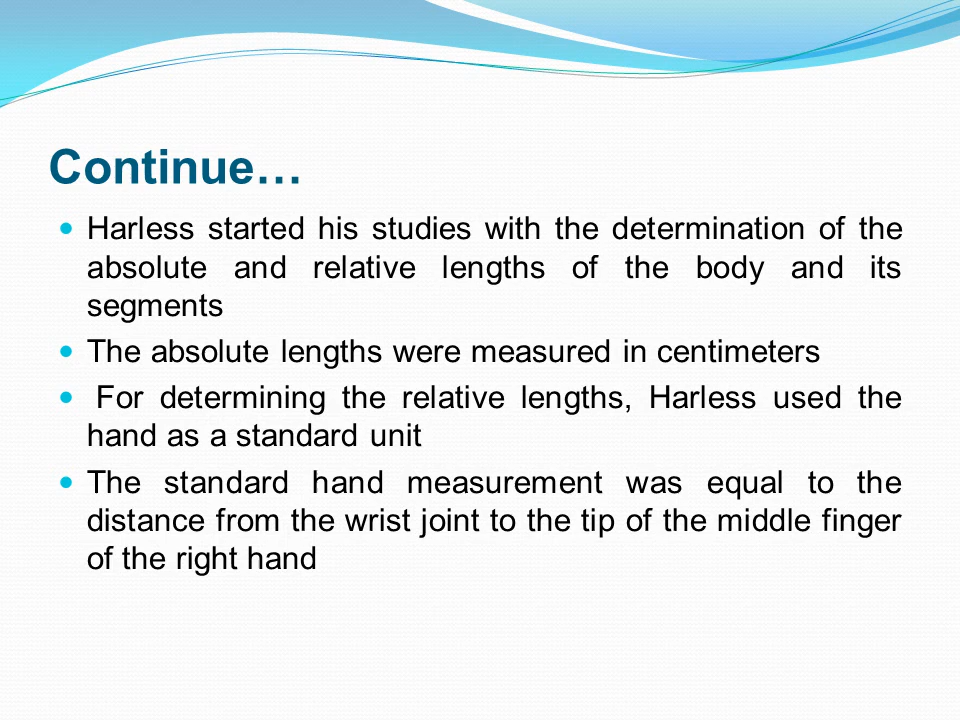 Continue…
Harless started his studies with the determination of the
absolute and relative lengths of the body and its
segments
The absolute lengths were measured in centimeters
For determining the relative lengths, Harless used the
hand as a standard unit
The standard hand measurement was equal to the
distance from the wrist joint to the tip of the middle finger
of the right hand